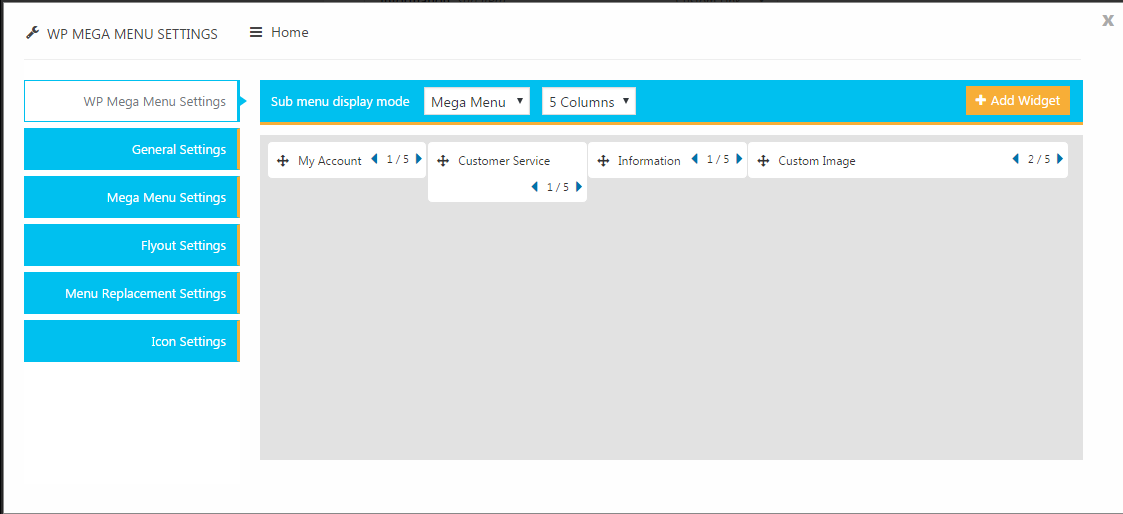 WP MEGA MENU SETTINGS Home
X
WP Mega Menu Settings
General Settings
Mega Menu Settings
Flyout Settings
Menu Replacement Settings
Icon Settings
Sub menu display mode Mega Menu 5 Columns Add Widget
My Account 1 / 5
Customer Service
1 / 5
Information 1 / 5
Custom Image 2 / 5